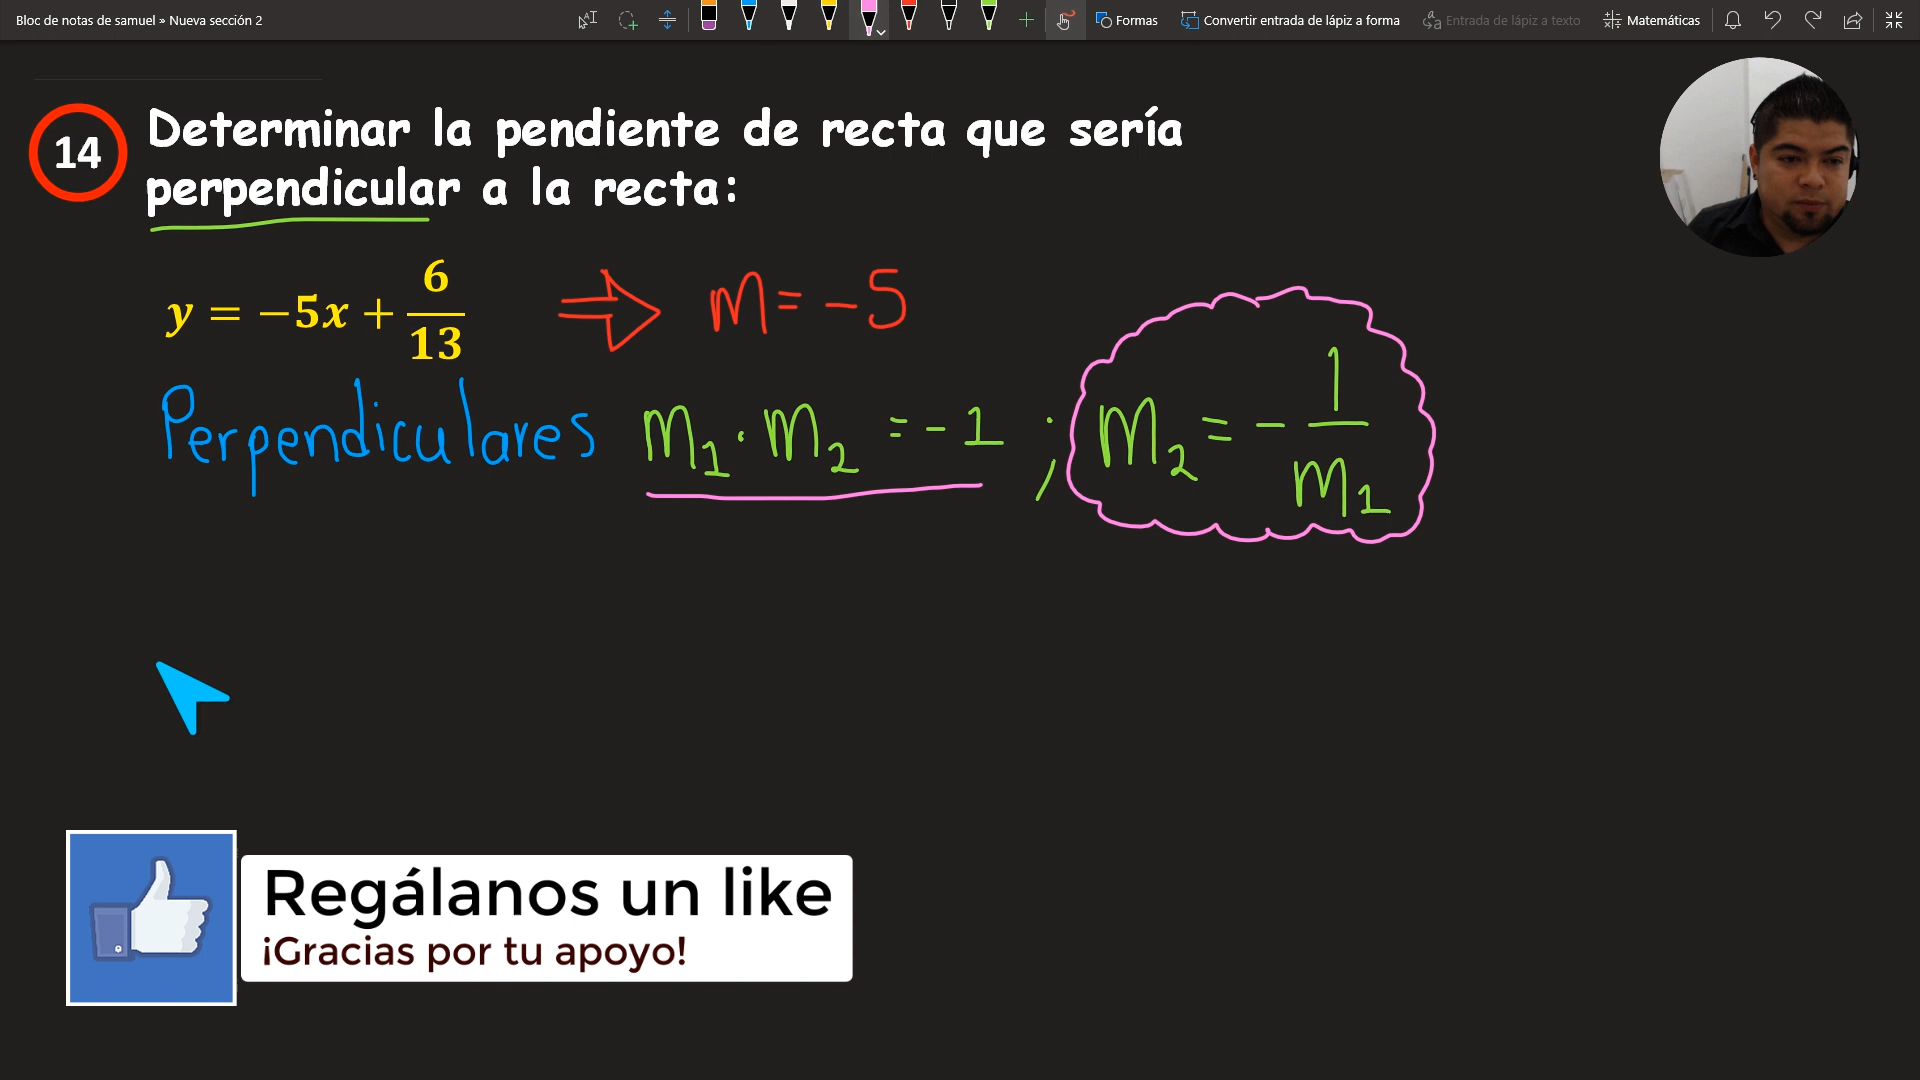 Bloc de notas de samuel » Nueva sección 2
Formas
Convertir entrada de lápiz a forma
Entrada de lápiz a texto
Matemáticas
14
Determinar la pendiente de recta que sería
perpendicular a la recta:
y = −5x + 6/13 ⇒ m = -5
Perpendiculares m₁ · m₂ = -1 ; m₂ = - 1/m₁
Regálanos un like
¡Gracias por tu apoyo!